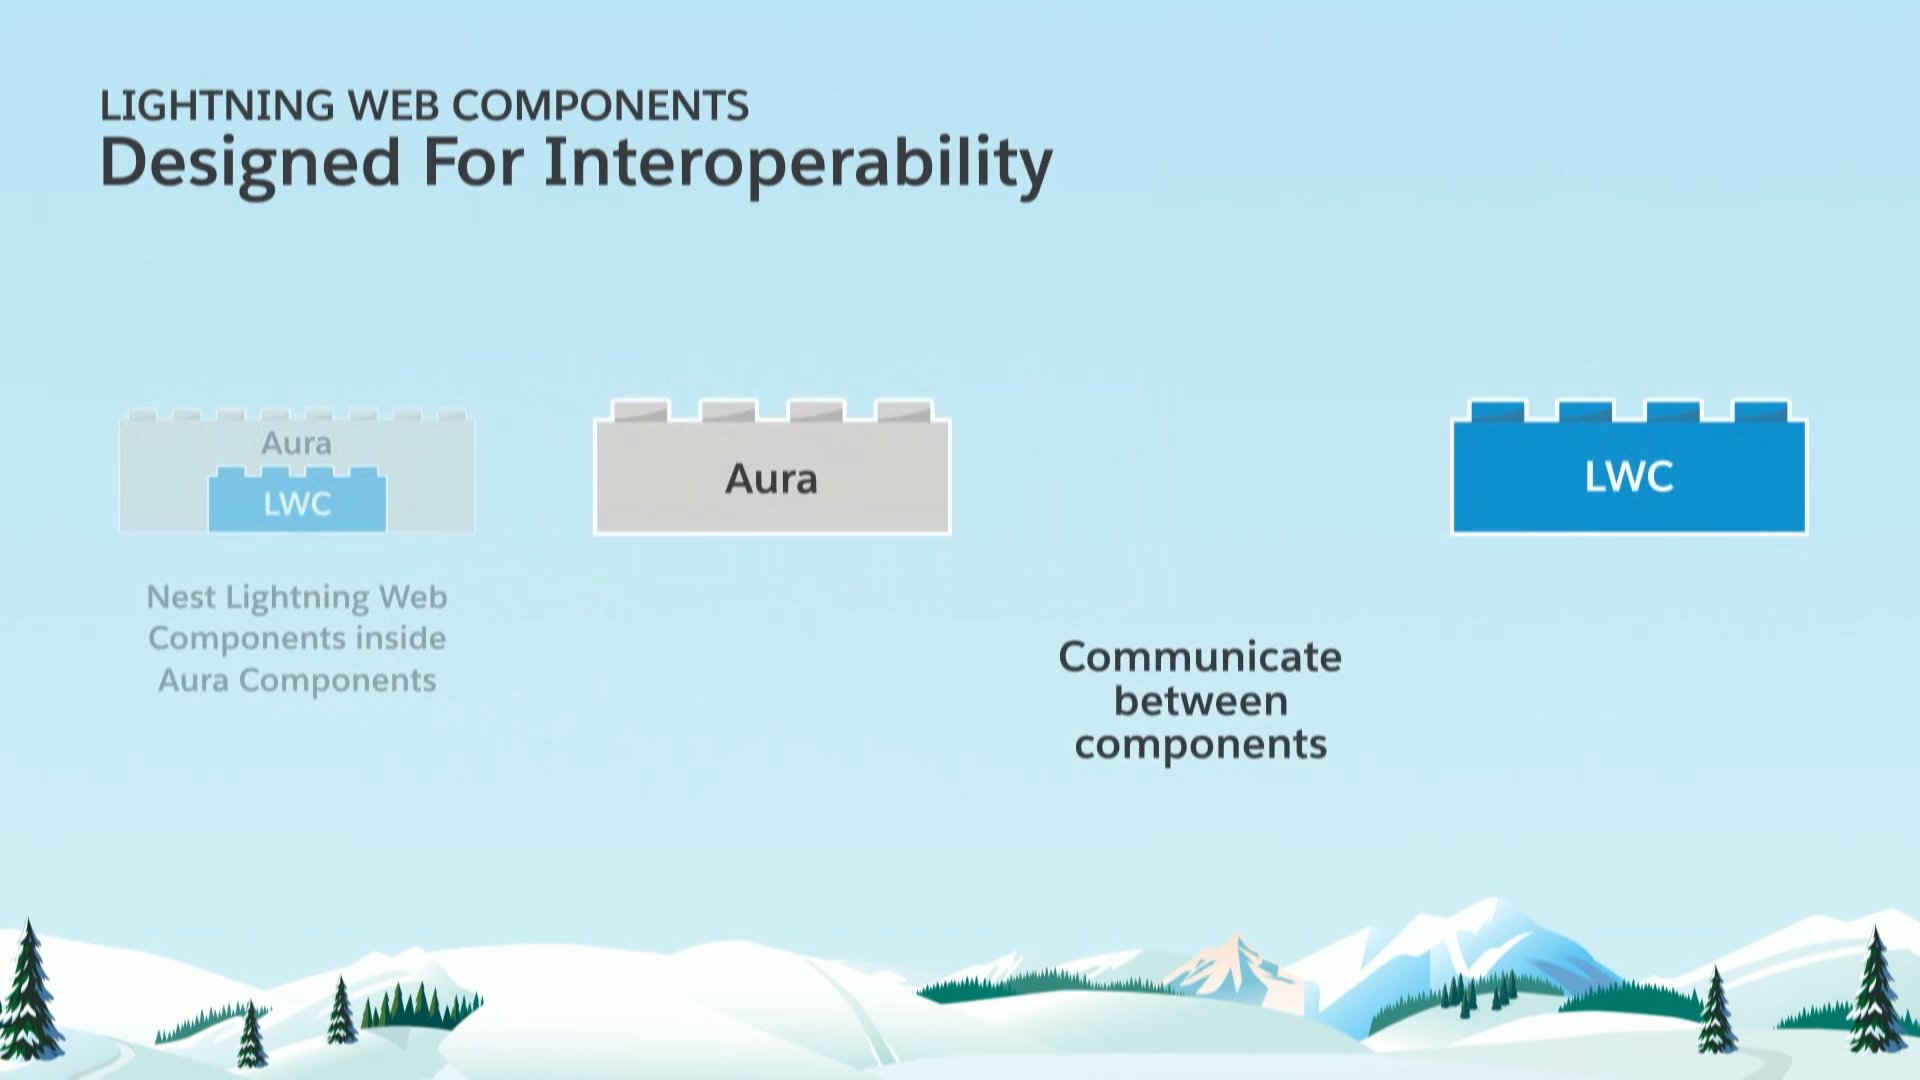 LIGHTNING WEB COMPONENTS
Designed For Interoperability
Aura
LWC
Nest Lightning Web
Components inside
Aura Components
Aura
LWC
Communicate
between
components